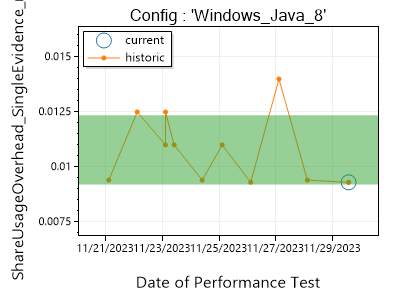 Config : 'Windows_Java_8'
current
historic
0.015
0.0125
0.01
0.0075
ShareUsageOverhead_SingleEvidence_
11/21/2023
11/23/2023
11/25/2023
11/27/2023
11/29/2023
Date of Performance Test